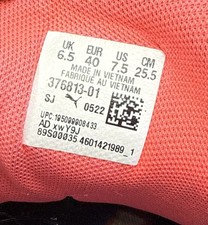 UK EUR US CM
6.5 40 7.5 25.5
MADE IN VIETNAM
FABRIQUÉ AU VIETNAM
376813-01
SJ 0522
UPC:195099908433
AD xwY9J
89S00035 4601421989_1